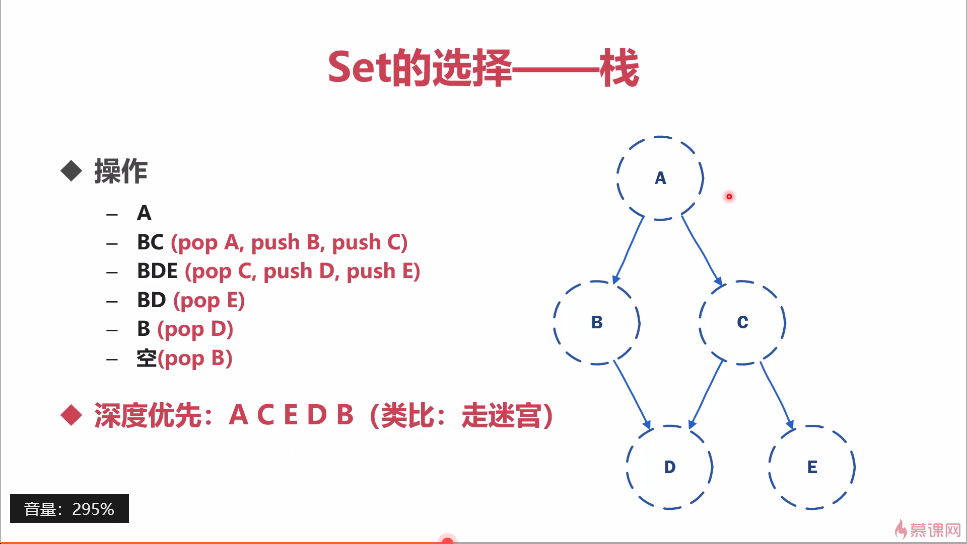 Set的选择——栈
◆ 操作
– A
– BC (pop A, push B, push C)
– BDE (pop C, push D, push E)
– BD (pop E)
– B (pop D)
– 空(pop B)
◆ 深度优先：A C E D B（类比：走迷宫）
A
B
C
D
E
音量：295%
慕课网